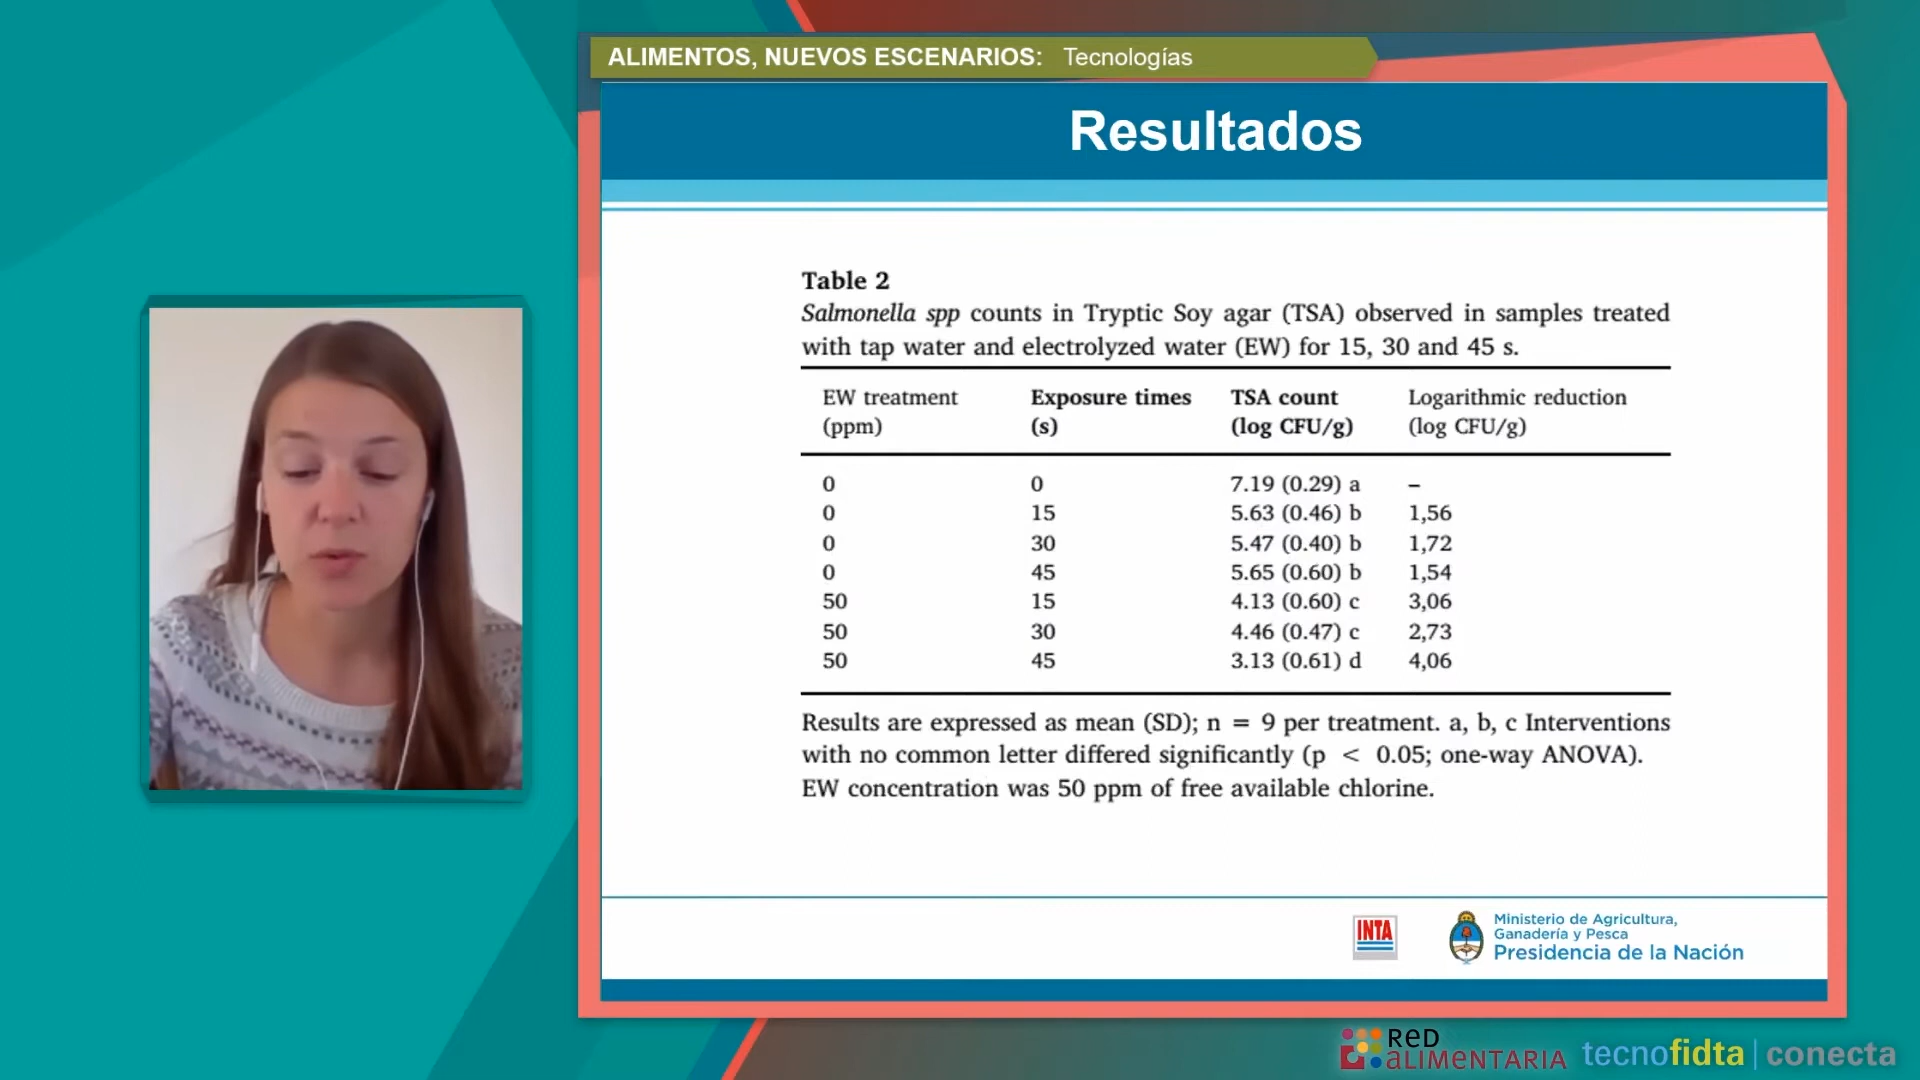 ALIMENTOS, NUEVOS ESCENARIOS: Tecnologías
Resultados
Table 2
Salmonella spp counts in Tryptic Soy agar (TSA) observed in samples treated
with tap water and electrolyzed water (EW) for 15, 30 and 45 s.
EW treatment Exposure times TSA count Logarithmic reduction
(ppm) (s) (log CFU/g) (log CFU/g)
0 0 7.19 (0.29) a –
0 15 5.63 (0.46) b 1,56
0 30 5.47 (0.40) b 1,72
0 45 5.65 (0.60) b 1,54
50 15 4.13 (0.60) c 3,06
50 30 4.46 (0.47) c 2,73
50 45 3.13 (0.61) d 4,06
Results are expressed as mean (SD); n = 9 per treatment. a, b, c Interventions
with no common letter differed significantly (p < 0.05; one-way ANOVA).
EW concentration was 50 ppm of free available chlorine.
INTA
Ministerio de Agricultura,
Ganadería y Pesca
Presidencia de la Nación
ReD
aLIMENTaRIA
tecnofidta | conecta